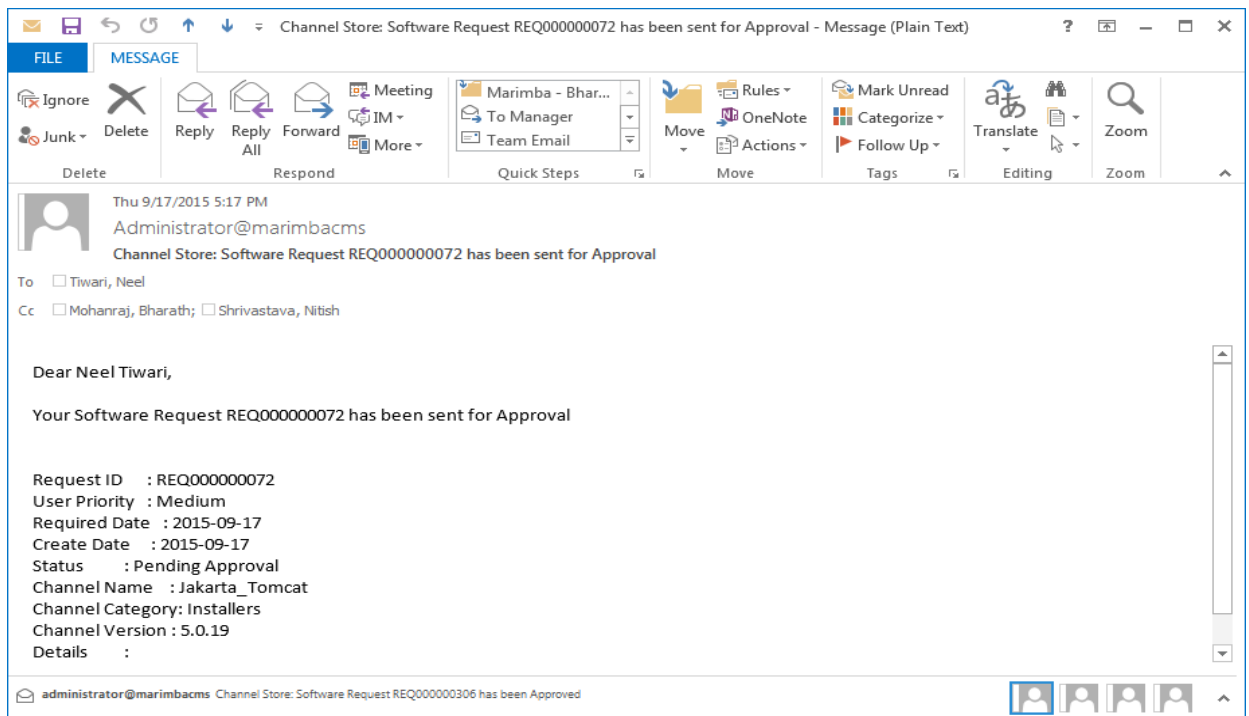 Channel Store: Software Request REQ000000072 has been sent for Approval - Message (Plain Text)
?
FILE MESSAGE
Ignore
Junk
Delete
Reply
Reply All
Forward
Meeting
IM
More
Marimba - Bhar...
To Manager
Team Email
Move
Rules
OneNote
Actions
Mark Unread
Categorize
Follow Up
Translate
Zoom
Delete Respond Quick Steps Move Tags Editing Zoom
Thu 9/17/2015 5:17 PM
Administrator@marimbacms
Channel Store: Software Request REQ000000072 has been sent for Approval
To Tiwari, Neel
Cc Mohanraj, Bharath; Shrivastava, Nitish
Dear Neel Tiwari,
Your Software Request REQ000000072 has been sent for Approval
Request ID : REQ000000072
User Priority : Medium
Required Date : 2015-09-17
Create Date : 2015-09-17
Status : Pending Approval
Channel Name : Jakarta_Tomcat
Channel Category: Installers
Channel Version : 5.0.19
Details :
administrator@marimbacms Channel Store: Software Request REQ000000306 has been Approved